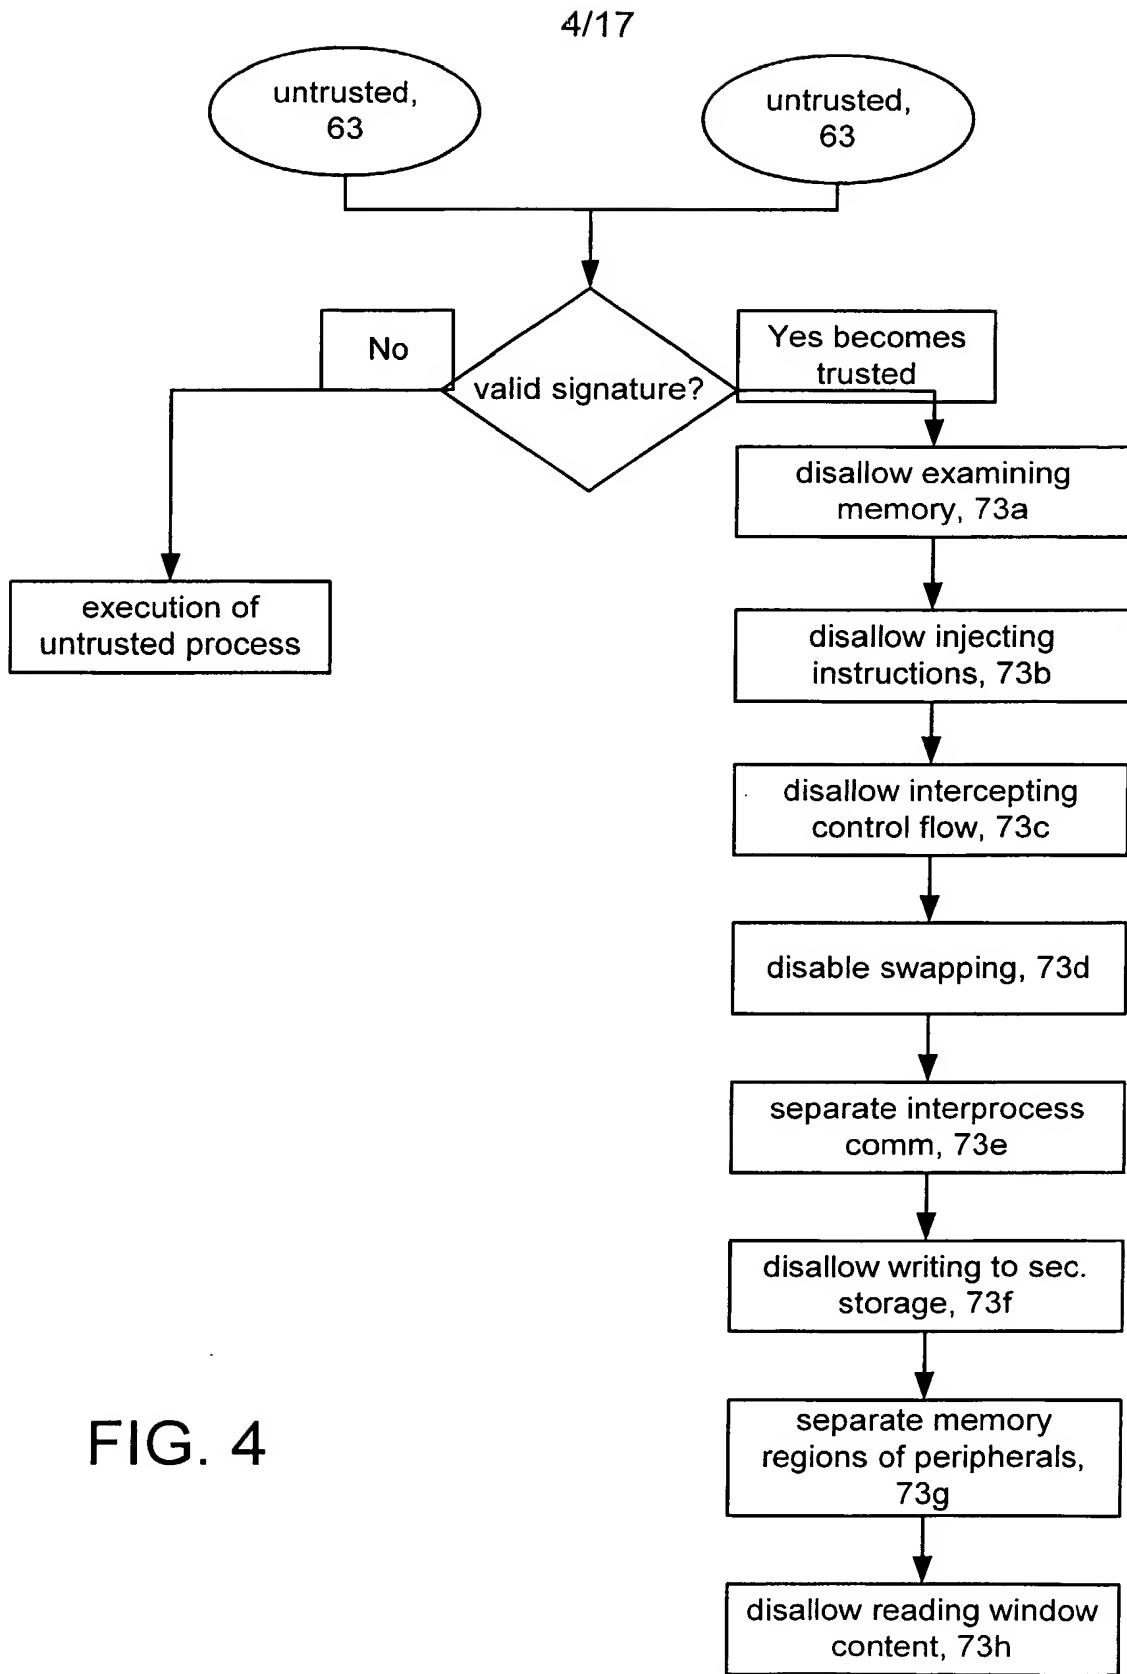 4/17
untrusted,
63
untrusted,
63
No
Yes becomes
trusted
valid signature?
disallow examining
memory, 73a
execution of
untrusted process
disallow injecting
instructions, 73b
disallow intercepting
control flow, 73c
disable swapping, 73d
separate interprocess
comm, 73e
disallow writing to sec.
storage, 73f
separate memory
regions of peripherals,
73g
disallow reading window
content, 73h
FIG. 4